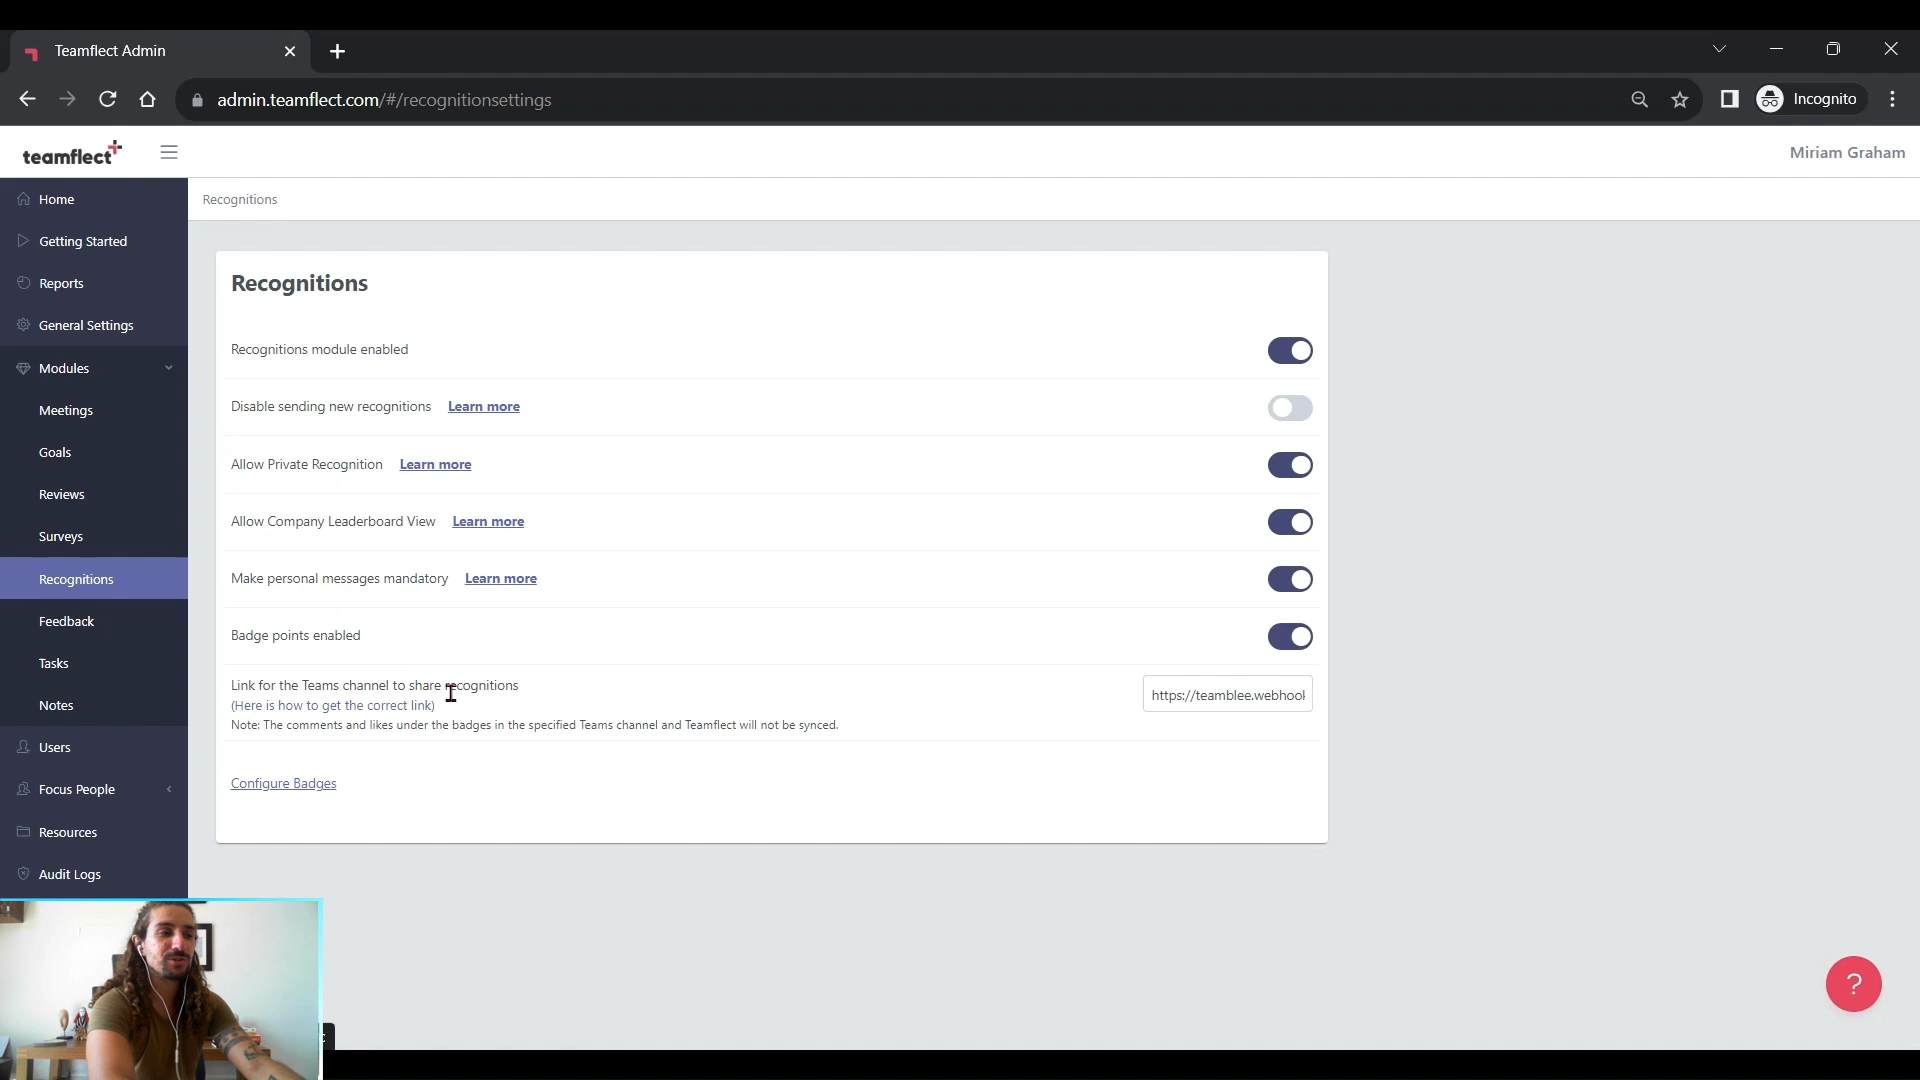 Teamflect Admin
admin.teamflect.com/#/recognitionsettings
Incognito
teamflect
Miriam Graham
Home
Recognitions
Getting Started
Reports
General Settings
Modules
Meetings
Goals
Reviews
Surveys
Recognitions
Feedback
Tasks
Notes
Users
Focus People
Resources
Audit Logs
Recognitions
Recognitions module enabled
Disable sending new recognitions Learn more
Allow Private Recognition Learn more
Allow Company Leaderboard View Learn more
Make personal messages mandatory Learn more
Badge points enabled
Link for the Teams channel to share recognitions
(Here is how to get the correct link)
https://teamblee.webhook
Note: The comments and likes under the badges in the specified Teams channel and Teamflect will not be synced.
Configure Badges
?